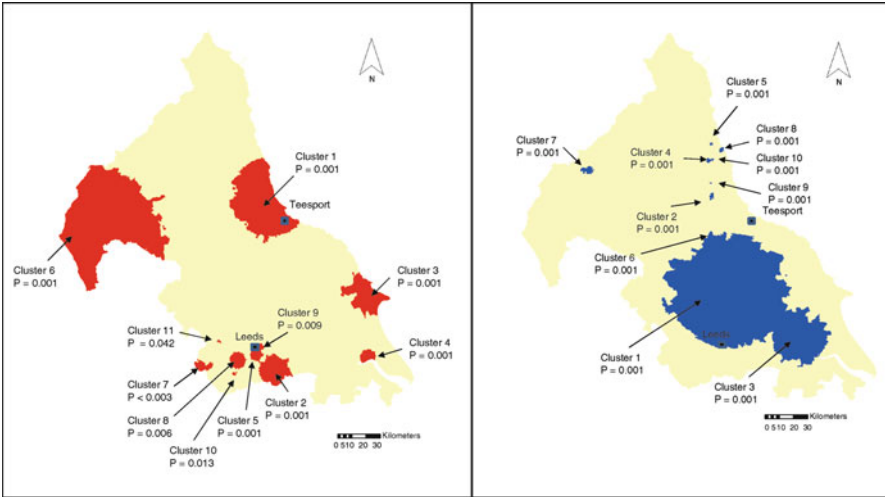 N
Cluster 1
P = 0.001
Teesport
Cluster 6
P = 0.001
Cluster 3
P = 0.001
Cluster 9
P = 0.009
Leeds
Cluster 11
P = 0.042
Cluster 4
P = 0.001
Cluster 7
P < 0.003
Cluster 8
P = 0.006
Cluster 5
P = 0.001
Cluster 2
P = 0.001
Cluster 10
P = 0.013
Kilometers
0 5 10 20 30
N
Cluster 5
P = 0.001
Cluster 8
P = 0.001
Cluster 7
P = 0.001
Cluster 4
P = 0.001
Cluster 10
P = 0.001
Cluster 9
P = 0.001
Cluster 2
P = 0.001
Teesport
Cluster 6
P = 0.001
Leeds
Cluster 1
P = 0.001
Cluster 3
P = 0.001
Kilometers
0 5 10 20 30